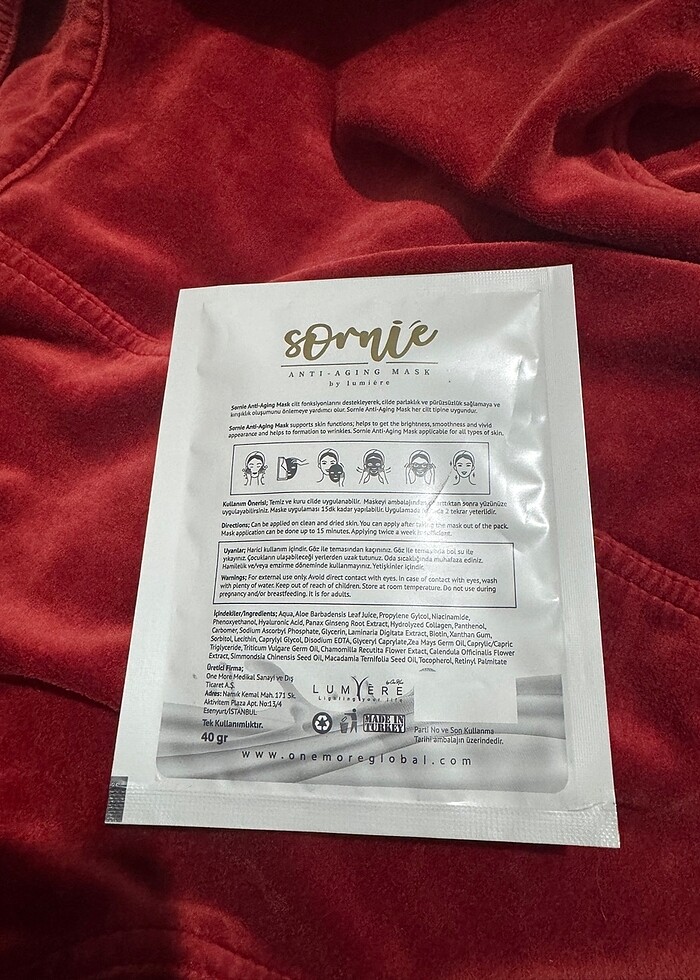 sornie
ANTI-AGING MASK
by lumière
Sornie Anti-Aging Mask cilt fonksiyonlarını destekleyerek, cilde parlaklık ve pürüzsüzlük sağlamaya ve
kırışıklık oluşumunu önlemeye yardımcı olur. Sornie Anti-Aging Mask her cilt tipine uygundur.
Sornie Anti-Aging Mask supports skin functions; helps to get the brightness, smoothness and vivid
appearance and helps to formation to wrinkles. Sornie Anti-Aging Mask applicable for all types of skin.
Kullanım Önerisi; Temiz ve kuru cilde uygulanabilir. Maskeyi ambalajından sonra yüzünüze
uygulayabilirsiniz. Maske uygulaması 15dk kadar yapılabilir. Uygulamada 2 tekrar yeterlidir.
Directions; Can be applied on clean and dried skin. You can apply after taking the mask out of the pack.
Mask application can be done up to 15 minutes. Applying twice a week is sufficient.
Uyarılar; Harici kullanım içindir. Göz ile temasından kaçınınız. Göz ile temasında bol su ile
yıkayınız. Çocukların ulaşabileceği yerlerden uzak tutunuz. Oda sıcaklığında muhafaza ediniz.
Hamilelik ve/veya emzirme döneminde kullanmayınız. Yetişkinler içindir.
Warnings; For external use only. Avoid direct contact with eyes. In case of contact with eyes, wash
with plenty of water. Keep out of reach of children. Store at room temperature. Do not use during
pregnancy and/or breastfeeding. It is for adults.
İçindekiler/Ingredients; Aqua, Aloe Barbadensis Leaf Juice, Propylene Gylcol, Niacinamide,
Phenoxyethanol, Hyaluronic Acid, Panax Ginseng Root Extract, Hydrolyzed Collagen, Panthenol,
Carbomer, Sodium Ascorbyl Phosphate, Glycerin, Laminaria Digitata Extract, Biotin, Xanthan Gum,
Sorbitol, Lecithin, Caprylyl Glycol, Disodium EDTA, Glyceryl Caprylate, Zea Mays Germ Oil, Caprylic/Capric
Triglyceride, Triticum Vulgare Germ Oil, Chamomilla Recutita Flower Extract, Calendula Officinalis Flower
Extract, Simmondsia Chinensis Seed Oil, Macadamia Ternifolia Seed Oil, Tocopherol, Retinyl Palmitate
Üretici Firma;
One More Medikal Sanayi ve Dış
Ticaret A.Ş.
Adres: Namık Kemal Mah. 171 Sk.
Aktivitem Plaza Apt. No:13/4
Esenyurt/İSTANBUL
Tek Kullanımlıktır.
40 gr
LUMYÈRE
Lighting your life
MADE IN
TURKEY
Parti No ve Son Kullanma
Tarihi ambalajın üzerindedir.
www.onemoreglobal.com